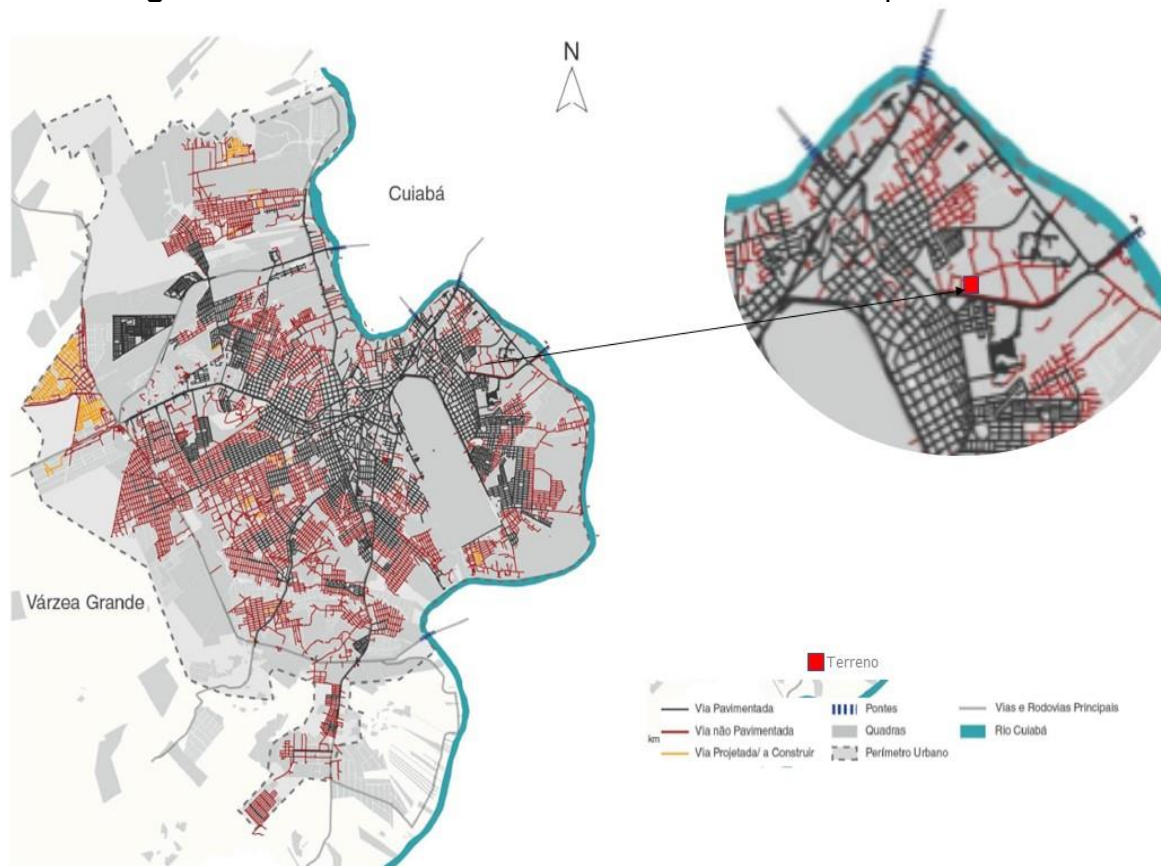 N
Cuiabá
Várzea Grande
Terreno
Via Pavimentada
Pontes
Vias e Rodovias Principais
km
Via não Pavimentada
Quadras
Rio Cuiabá
Via Projetada/ a Construir
Perímetro Urbano